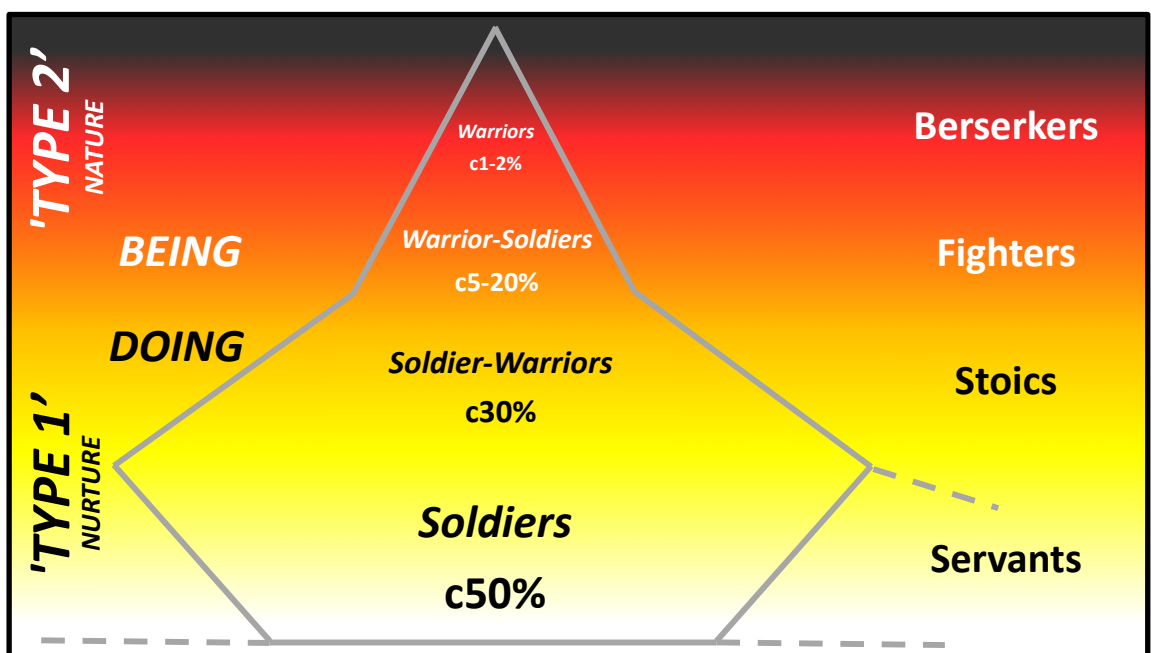 'TYPE 2'
NATURE
Warriors
c1-2%
Berserkers
BEING
Warrior-Soldiers
c5-20%
Fighters
DOING
Soldier-Warriors
c30%
Stoics
'TYPE 1'
NURTURE
Soldiers
c50%
Servants